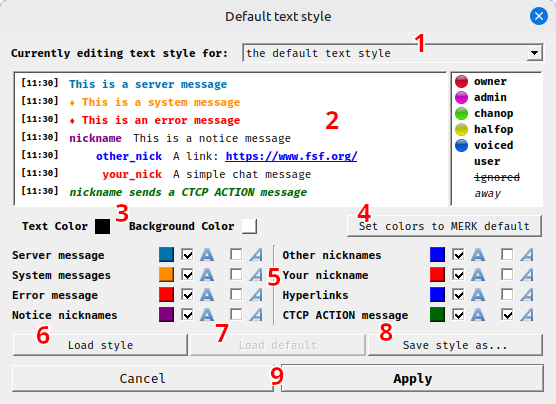 Default text style
Currently editing text style for: the default text style 1
[11:30] This is a server message
[11:30] ♦ This is a system message
[11:30] ♦ This is an error message
[11:30] nickname This is a notice message
[11:30] other_nick A link: https://www.fsf.org/
[11:30] your_nick A simple chat message
[11:30] nickname sends a CTCP ACTION message
2
owner
admin
chanop
halfop
voiced
user
ignored
away
Text Color 3 Background Color
4 Set colors to MERK default
Server message A A
System messages A A
Error message A A
Notice nicknames A A
5
Other nicknames A A
Your nickname A A
Hyperlinks A A
CTCP ACTION message A A
6 Load style
7 Load default
8 Save style as...
Cancel 9 Apply